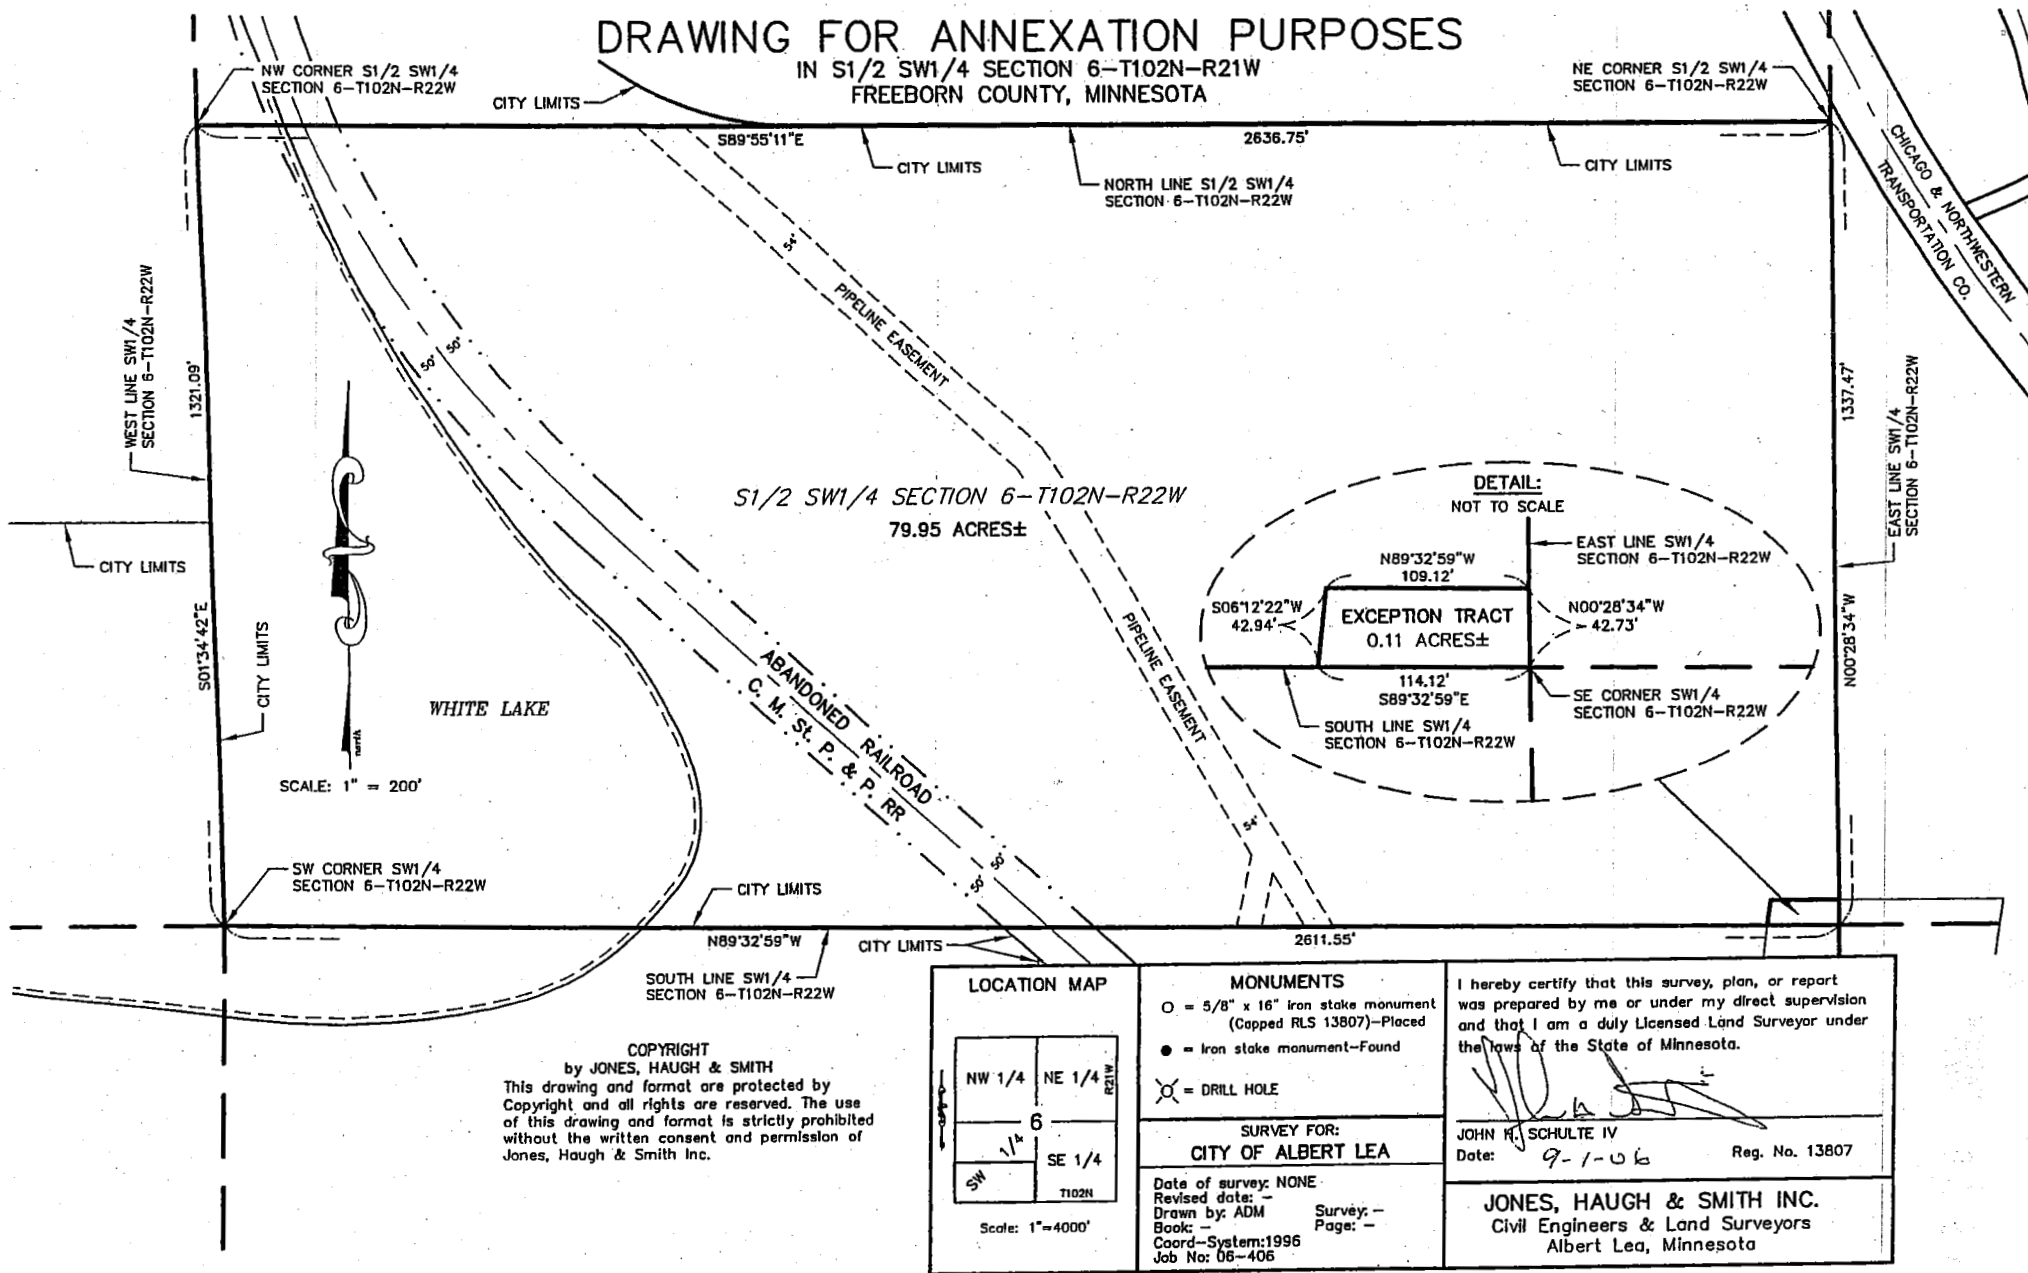 DRAWING FOR ANNEXATION PURPOSES
IN S1/2 SW1/4 SECTION 6-T102N-R21W
FREEBORN COUNTY, MINNESOTA
NW CORNER S1/2 SW1/4
SECTION 6-T102N-R22W
CITY LIMITS
NE CORNER S1/2 SW1/4
SECTION 6-T102N-R22W
S89°55'11"E
2636.75'
CITY LIMITS
NORTH LINE S1/2 SW1/4
SECTION 6-T102N-R22W
CITY LIMITS
CHICAGO & NORTHWESTERN
TRANSPORTATION CO.
54'
PIPELINE EASEMENT
WEST LINE SW1/4
SECTION 6-T102N-R22W
1321.09'
50'
50'
1337.47'
EAST LINE SW1/4
SECTION 6-T102N-R22W
S1/2 SW1/4 SECTION 6-T102N-R22W
79.95 ACRES±
CITY LIMITS
DETAIL:
NOT TO SCALE
EAST LINE SW1/4
SECTION 6-T102N-R22W
N89°32'59"W
109.12'
S06°12'22"W
42.94'
EXCEPTION TRACT
0.11 ACRES±
N00°28'34"W
42.73'
114.12'
S89°32'59"E
SE CORNER SW1/4
SECTION 6-T102N-R22W
SOUTH LINE SW1/4
SECTION 6-T102N-R22W
S01°34'42"E
CITY LIMITS
N00°28'34"W
WHITE LAKE
north
SCALE: 1" = 200'
ABANDONED RAILROAD
C. M. St. P. & P. RR
PIPELINE EASEMENT
54'
50'
50'
SW CORNER SW1/4
SECTION 6-T102N-R22W
CITY LIMITS
N89°32'59"W
CITY LIMITS
2611.55'
SOUTH LINE SW1/4
SECTION 6-T102N-R22W
COPYRIGHT
by JONES, HAUGH & SMITH
This drawing and format are protected by
Copyright and all rights are reserved. The use
of this drawing and format is strictly prohibited
without the written consent and permission of
Jones, Haugh & Smith Inc.
LOCATION MAP
NW 1/4
NE 1/4
R21W
6
SW 1/4
SE 1/4
T102N
Scale: 1"=4000'
MONUMENTS
O = 5/8" x 16" iron stake monument
(Capped RLS 13807)-Placed
● = Iron stake monument-Found
= DRILL HOLE
SURVEY FOR:
CITY OF ALBERT LEA
Date of survey: NONE
Revised date: -
Drawn by: ADM Survey: -
Book: - Page: -
Coord-System:1996
Job No: 06-406
I hereby certify that this survey, plan, or report
was prepared by me or under my direct supervision
and that I am a duly Licensed Land Surveyor under
the laws of the State of Minnesota.
JOHN H. SCHULTE IV
Date: 9-1-06 Reg. No. 13807
JONES, HAUGH & SMITH INC.
Civil Engineers & Land Surveyors
Albert Lea, Minnesota